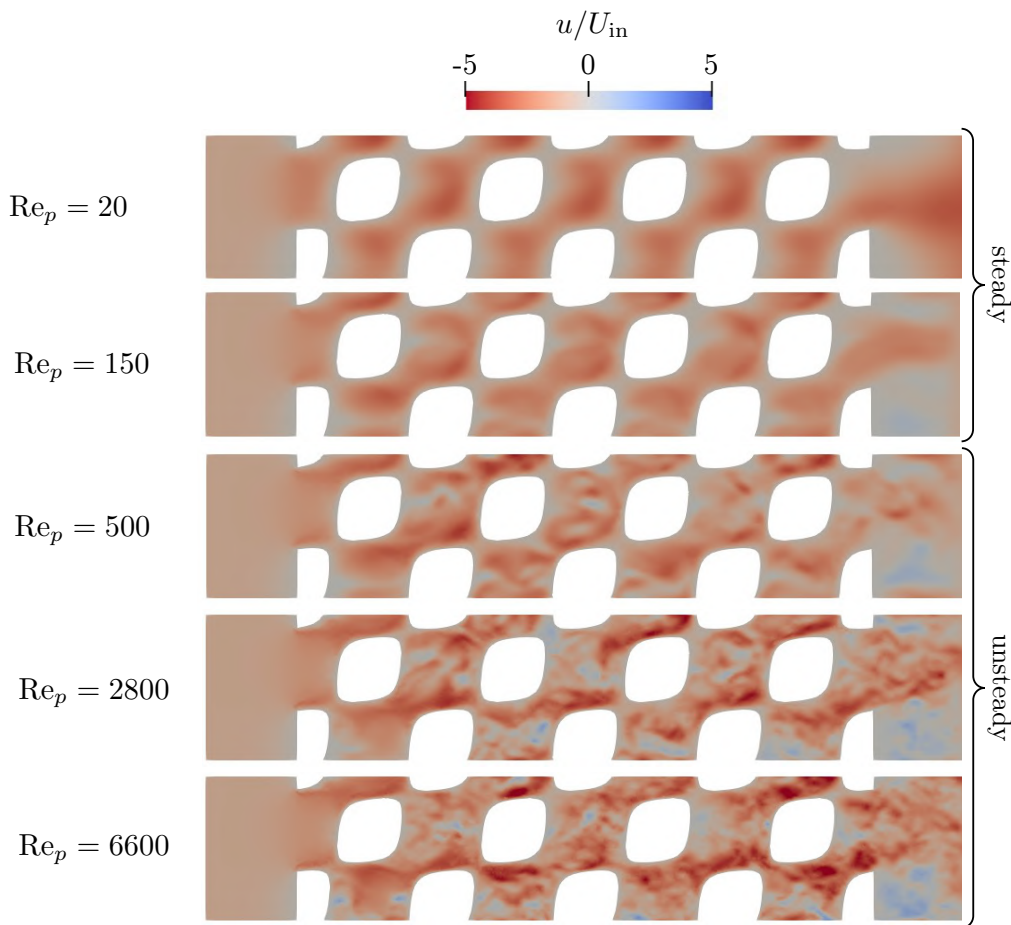 u/U_in
-5 0 5
Re_p = 20
Re_p = 150
steady
Re_p = 500
Re_p = 2800
unsteady
Re_p = 6600